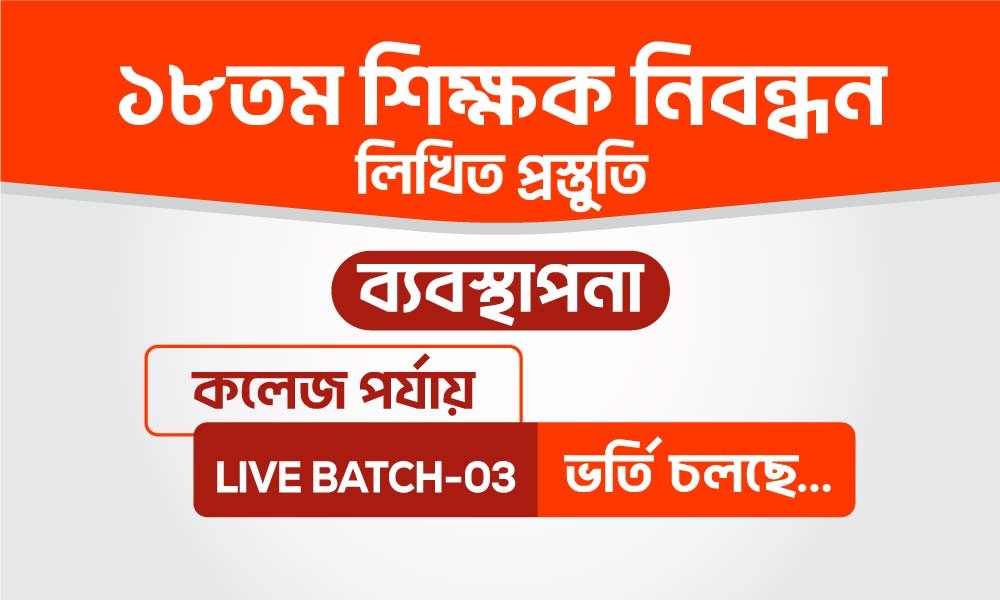 ১৮তম শিক্ষক নিবন্ধন
লিখিত প্রস্তুতি
ব্যবস্থাপনা
কলেজ পর্যায়
LIVE BATCH-03
ভর্তি চলছে...